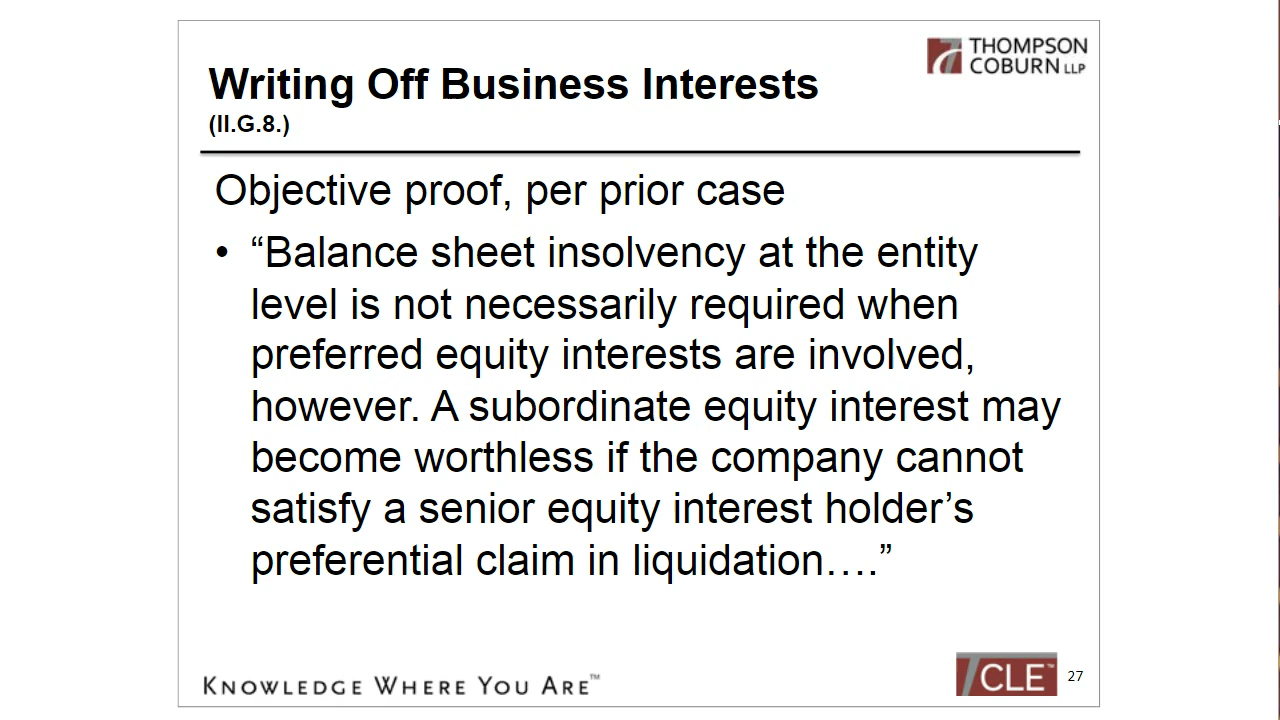 THOMPSON
COBURN LLP
Writing Off Business Interests
(II.G.8.)
Objective proof, per prior case
• “Balance sheet insolvency at the entity
level is not necessarily required when
preferred equity interests are involved,
however. A subordinate equity interest may
become worthless if the company cannot
satisfy a senior equity interest holder’s
preferential claim in liquidation….”
KNOWLEDGE WHERE YOU ARE™
TCLE™ 27